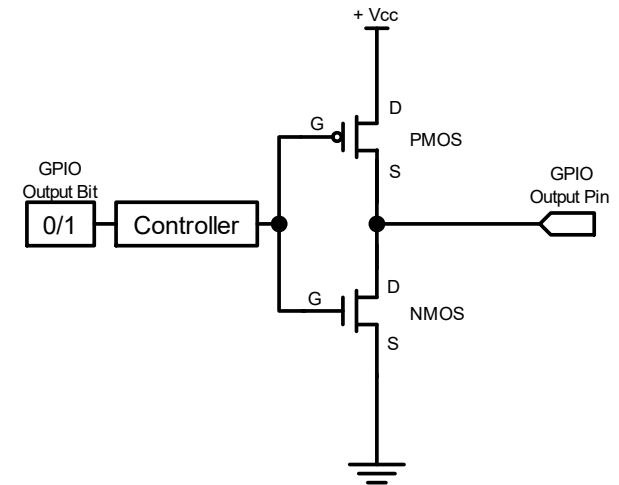 + Vcc
D
G
PMOS
S
GPIO
Output Bit
GPIO
Output Pin
0/1
Controller
D
G
NMOS
S